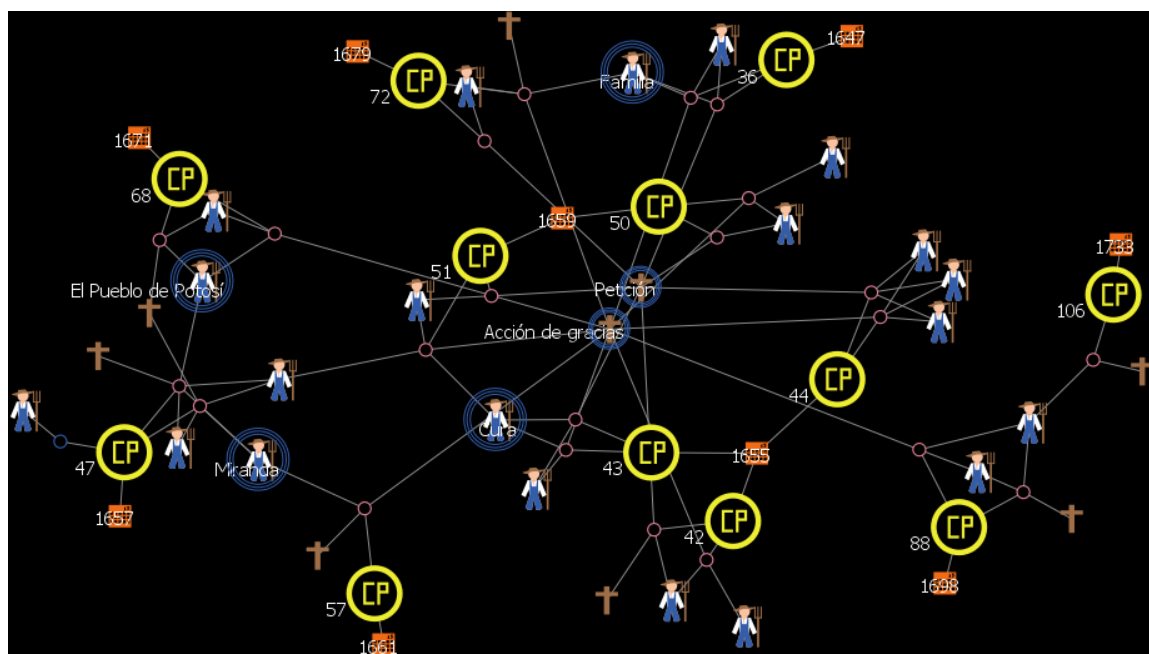 1679
CP
72
Familia
CP
36
1647
1671
CP
68
1659
CP
50
El Pueblo de Potosí
CP
51
Petición
1733
CP
106
Acción de gracias
CP
44
CP
47
Miranda
Cura
CP
43
1655
1657
CP
42
CP
88
CP
57
1698
1661